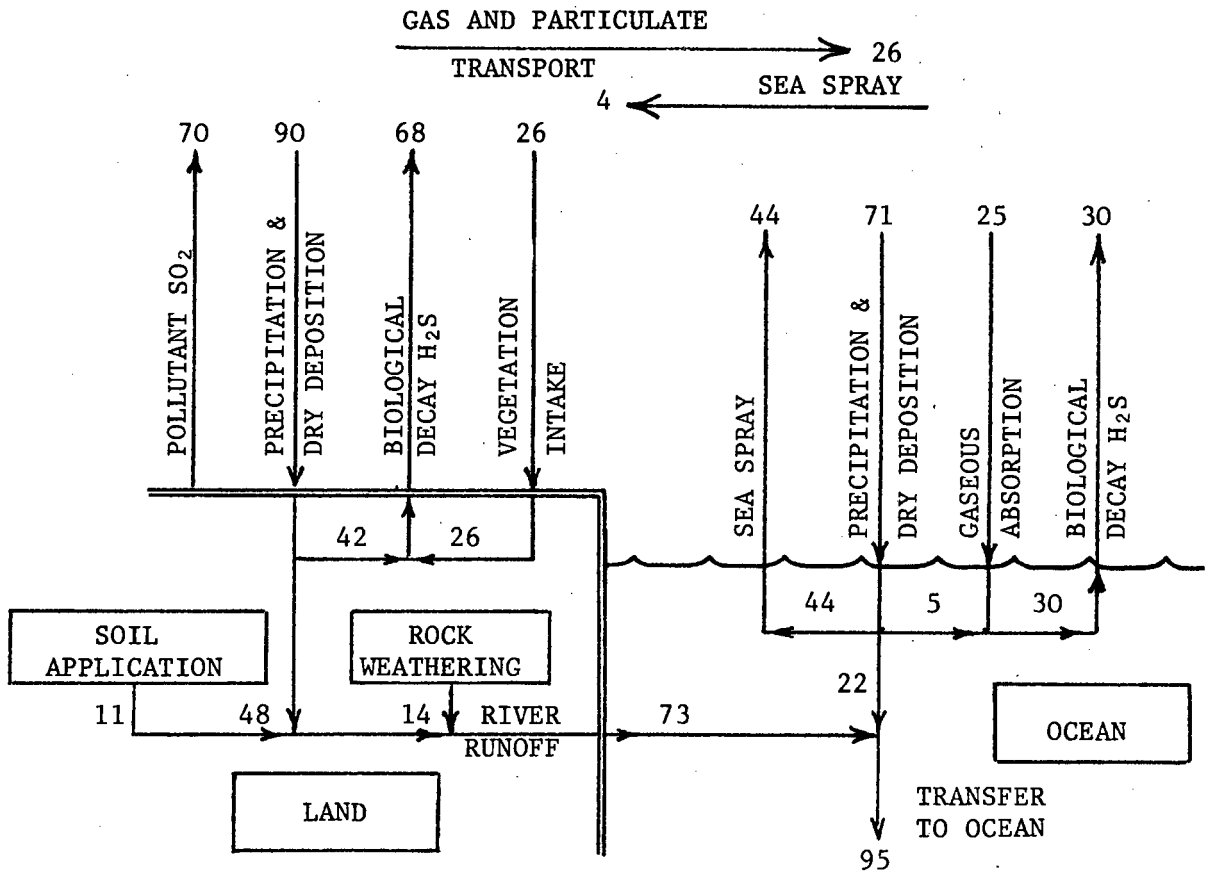 GAS AND PARTICULATE
26
TRANSPORT
SEA SPRAY
4
70
90
68
26
44
71
25
30
POLLUTANT SO₂
PRECIPITATION &
DRY DEPOSITION
BIOLOGICAL
DECAY H₂S
VEGETATION
INTAKE
SEA SPRAY
PRECIPITATION &
DRY DEPOSITION
GASEOUS
ABSORPTION
BIOLOGICAL
DECAY H₂S
42
26
44
5
30
SOIL
APPLICATION
ROCK
WEATHERING
22
11
48
14
RIVER
RUNOFF
73
OCEAN
LAND
TRANSFER
TO OCEAN
95